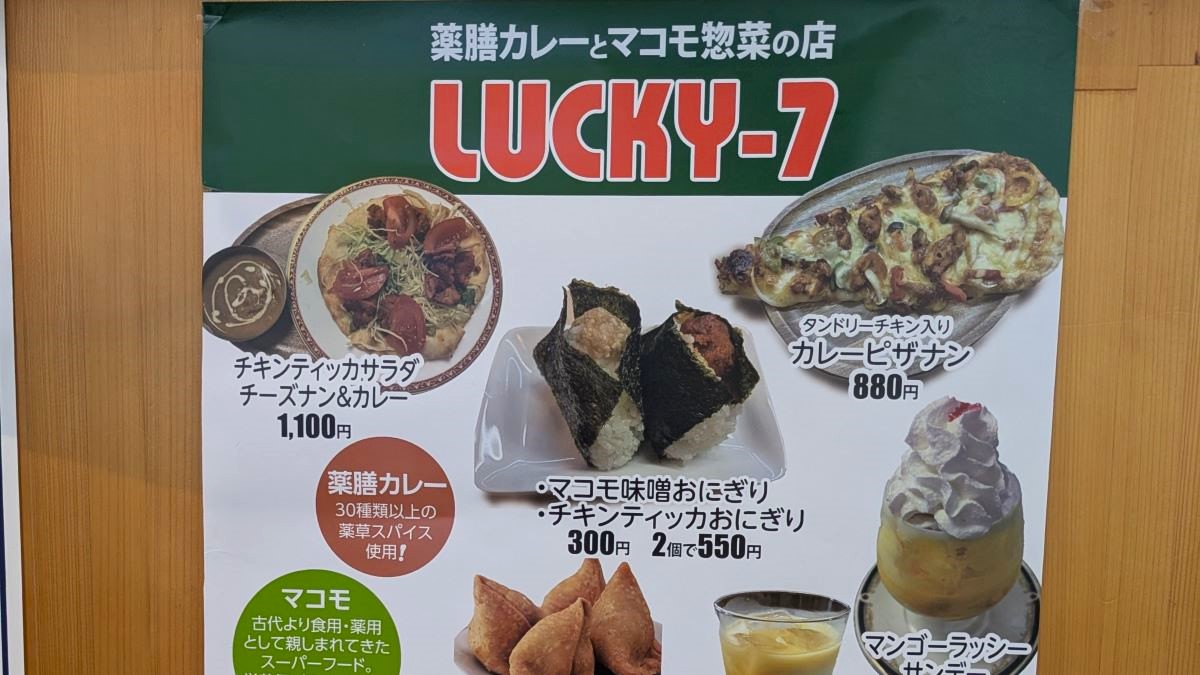 薬膳カレーとマコモ惣菜の店
LUCKY-7
チキンティッカサラダ
チーズナン&カレー
1,100円
タンドリーチキン入り
カレーピザナン
880円
・マコモ味噌おにぎり
・チキンティッカおにぎり
300円 2個で550円
薬膳カレー
30種類以上の
薬草スパイス
使用!
マコモ
古代より食用・薬用
として親しまれてきた
スーパーフード。
マンゴーラッシー
サンデー